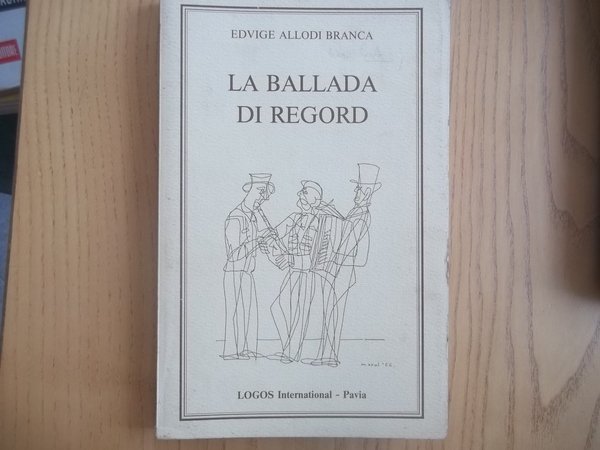 EDVIGE ALLODI BRANCA
LA BALLADA
DI REGORD
LOGOS International - Pavia